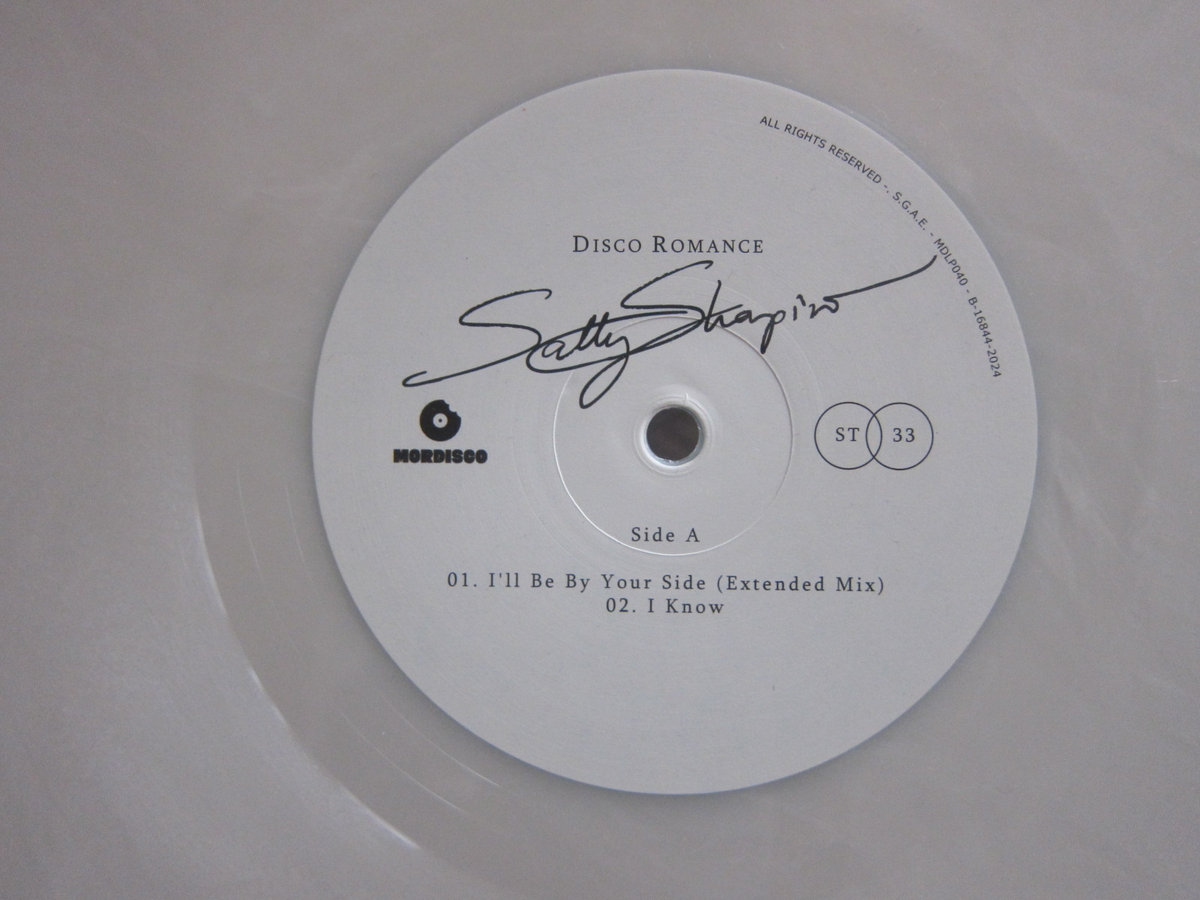 ALL RIGHTS RESERVED -. S.G.A.E. - MDLP040 - B-16844-2024
DISCO ROMANCE
Sally Shapiro
MORDISCO
ST 33
Side A
01. I'll Be By Your Side (Extended Mix)
02. I Know